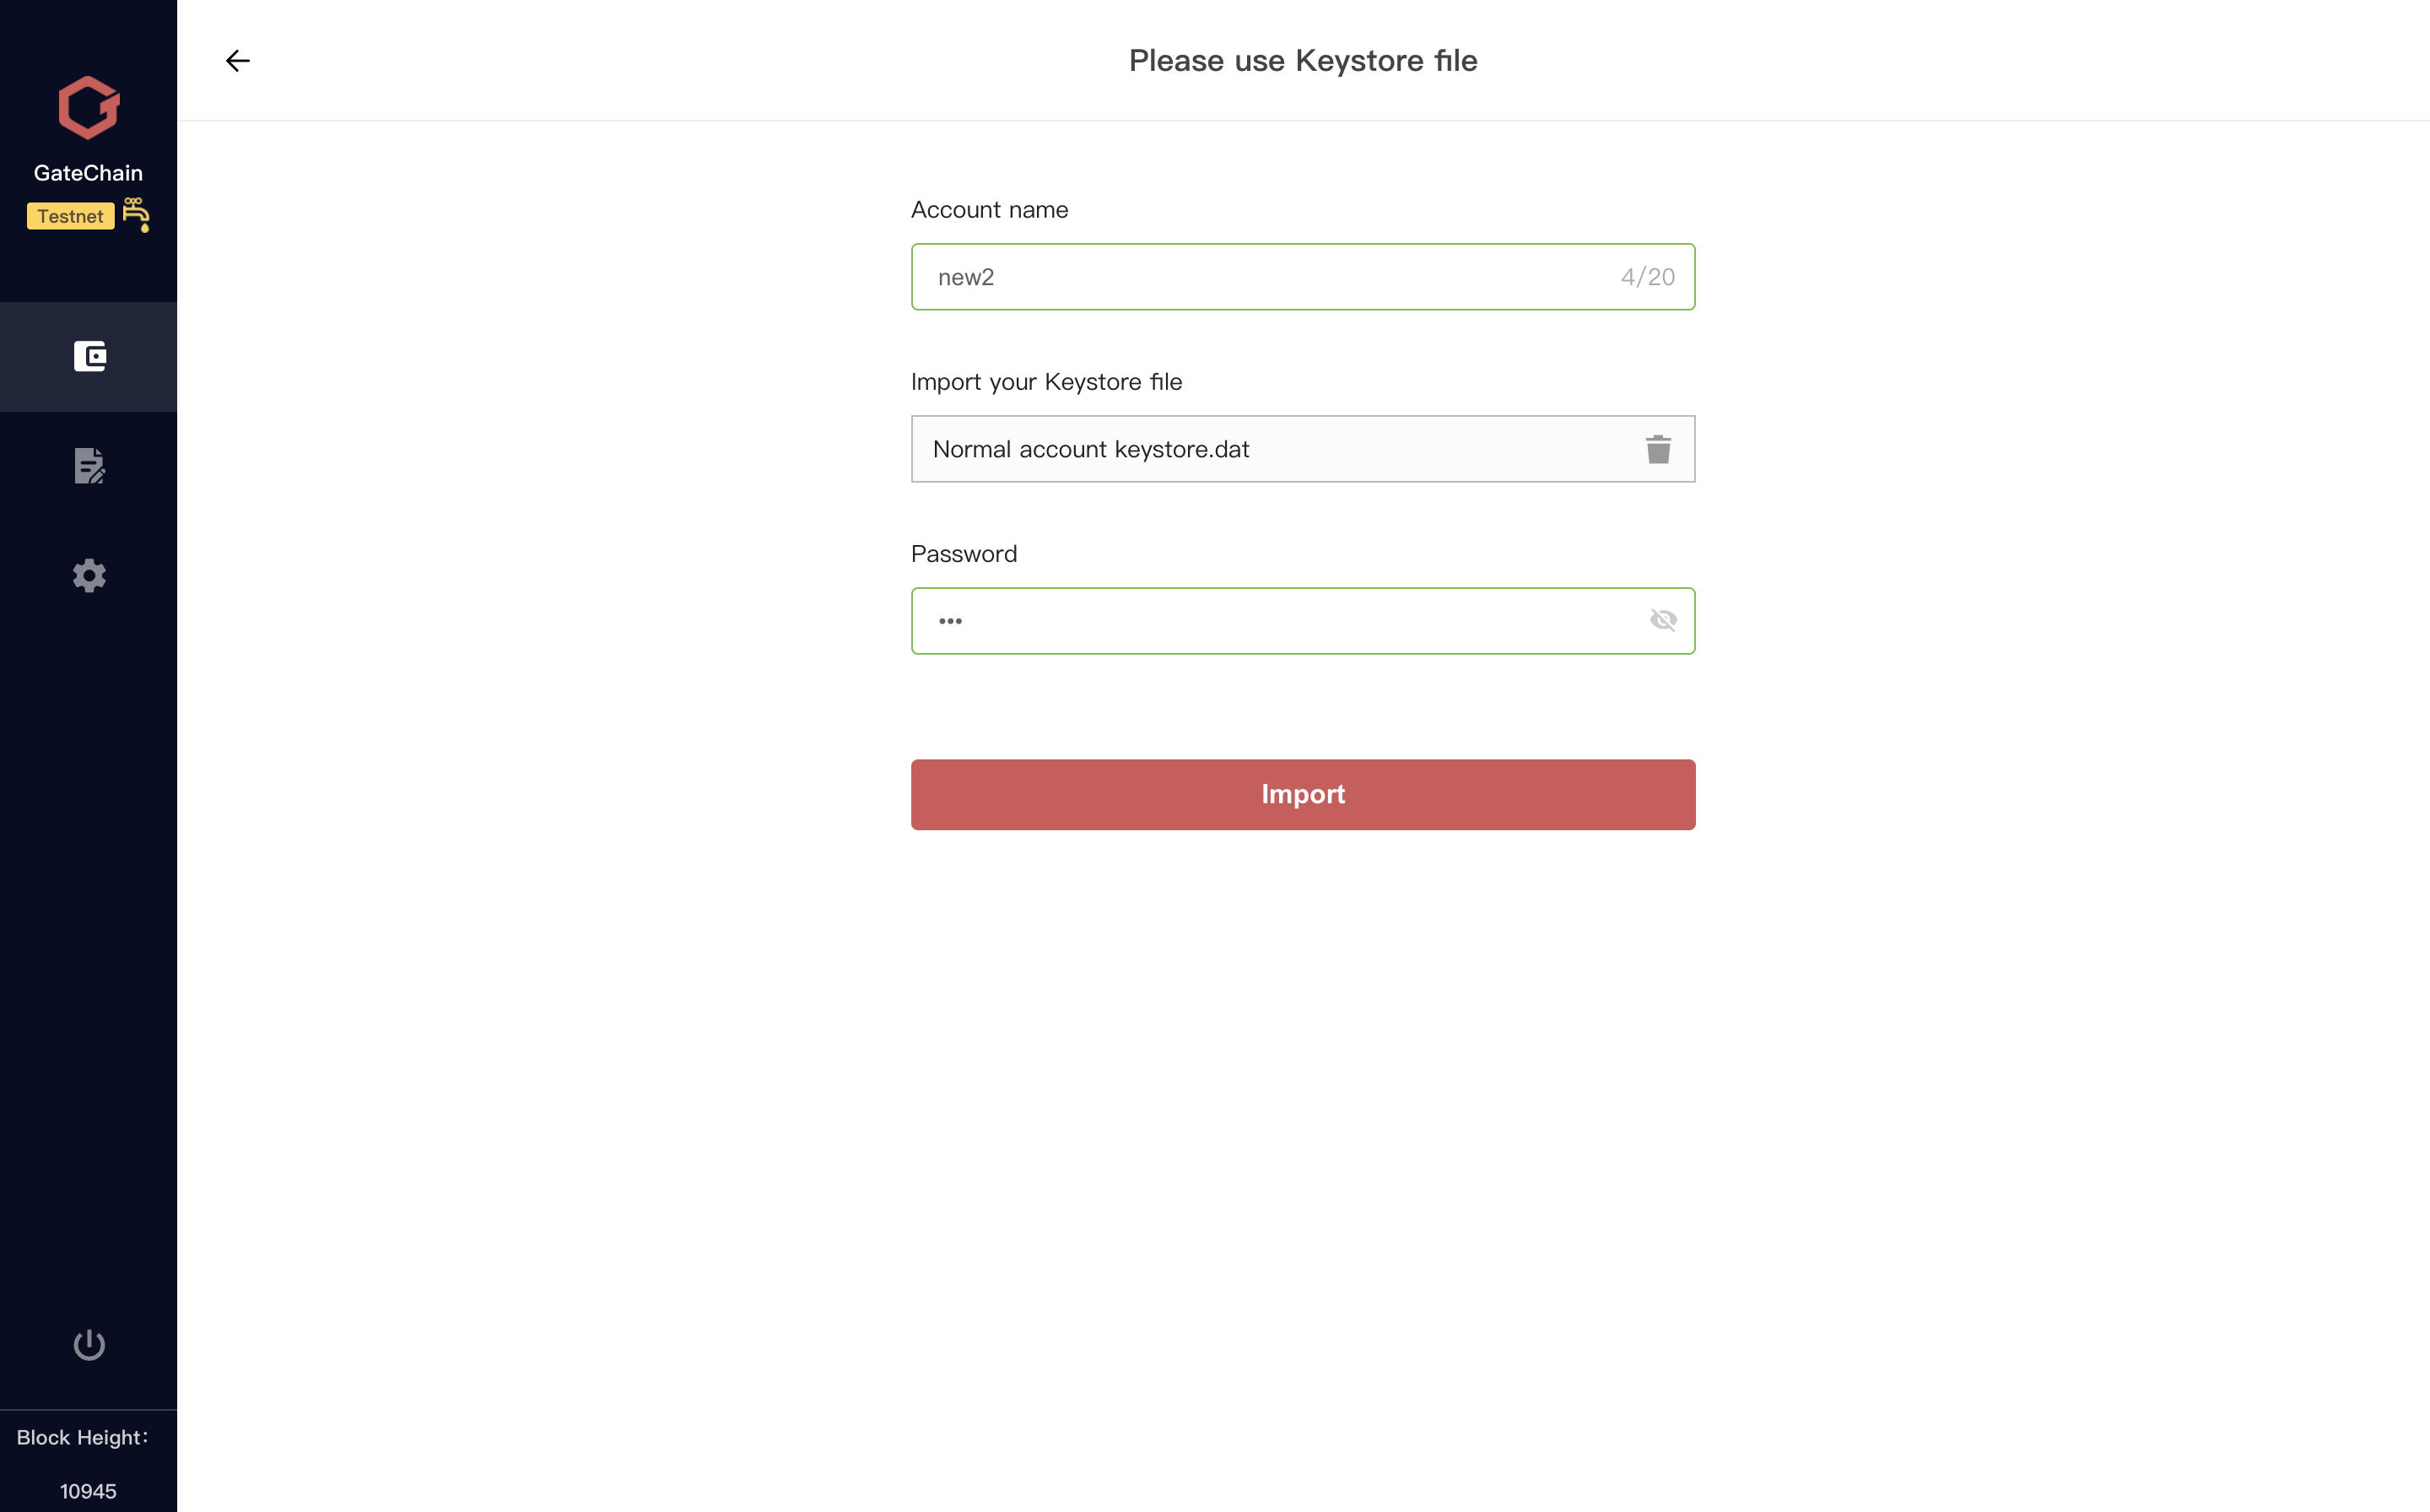 GateChain
Testnet
Please use Keystore file
Account name
new2 4/20
Import your Keystore file
Normal account keystore.dat
Password
•••
Import
Block Height:
10945